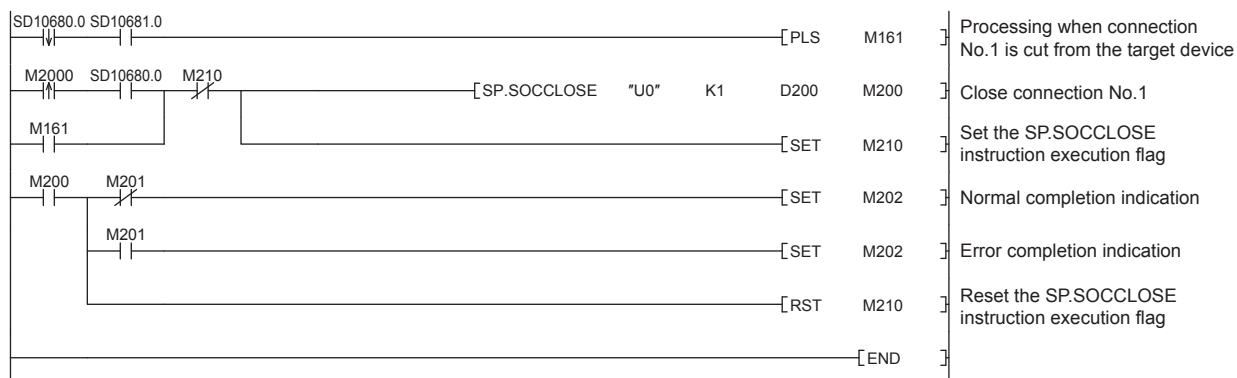 SD10680.0 SD10681.0
[PLS M161 ] Processing when connection
No.1 is cut from the target device
M2000 SD10680.0 M210
[SP.SOCCLOSE "U0" K1 D200 M200 ] Close connection No.1
M161
[SET M210 ] Set the SP.SOCCLOSE
instruction execution flag
M200 M201
[SET M202 ] Normal completion indication
M201
[SET M202 ] Error completion indication
[RST M210 ] Reset the SP.SOCCLOSE
instruction execution flag
[END ]